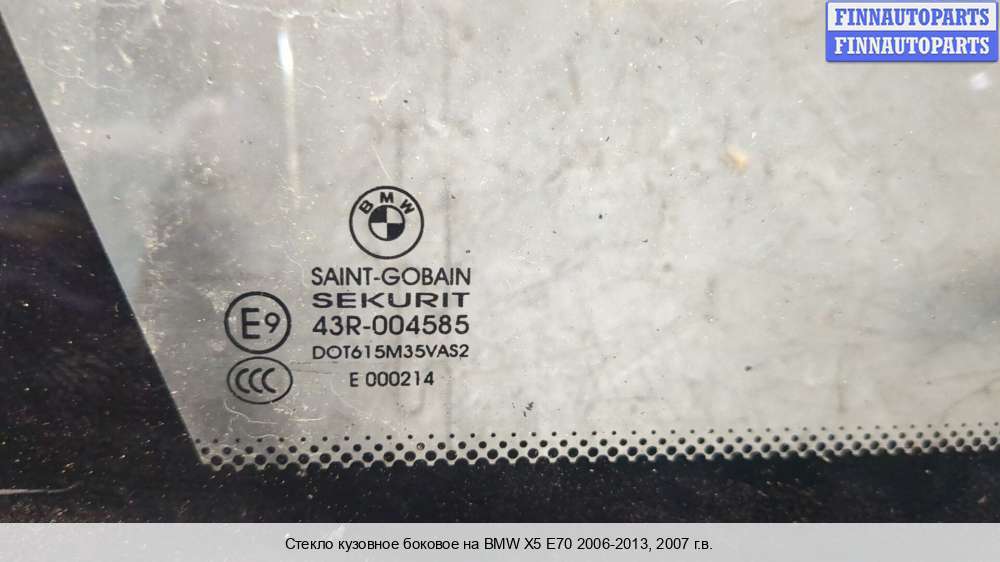 FINNAUTOPARTS
FINNAUTOPARTS
BMW
SAINT-GOBAIN
SEKURIT
E9
43R-004585
DOT615M35VAS2
CCC
E 000214
Стекло кузовное боковое на BMW X5 E70 2006-2013, 2007 г.в.